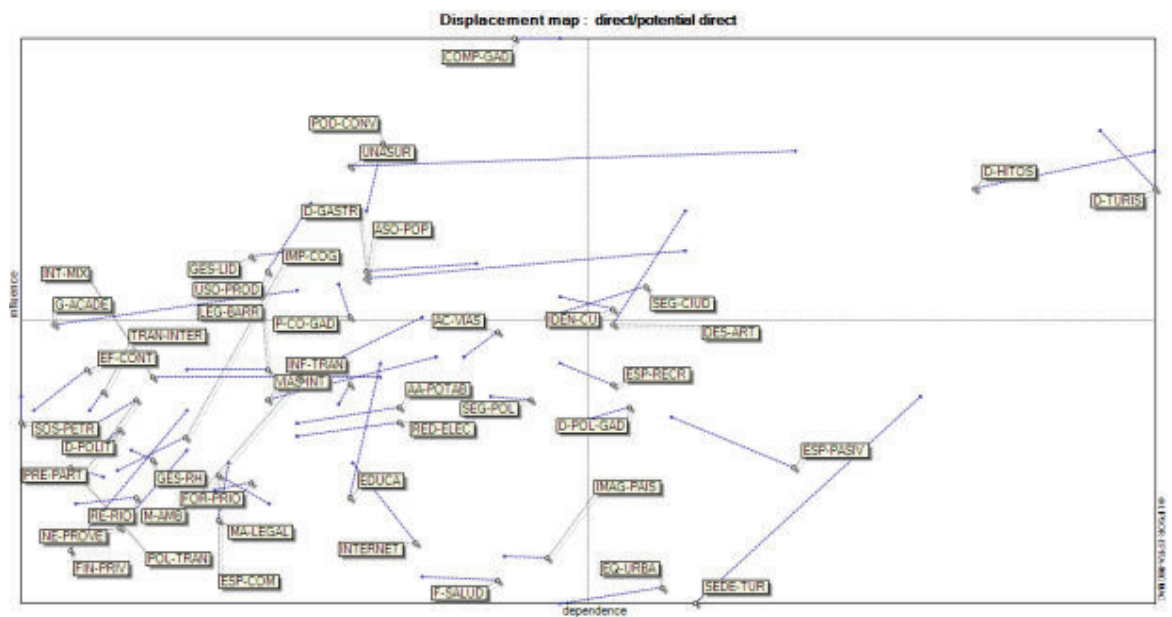 Displacement map : direct/potential direct
COMP-GAD
POD-CONV
UNASUR
D-HITOS
D-TURIS
D-GASTR
ASO-POP
IMP-COG
GES-LID
INT-MIX
USO-PROD
G-ACADE
LEG-BARR
P-CO-GAD
AC-VIAS
IDEN-CU
SEG-CIUD
DES-ART
TRAN-INTER
EF-CONT
INF-TRAN
VIAS-INT
AA-POTAB
ESP-RECR
SEG-POL
SOS-PETR
RED-ELEC
D-POL-GAD
D-POLIT
ESP-PASIV
PRE-PART
GES-RH
EDUCA
IMAG-PAIS
FOR-PRIO
RE-RIO
M-AMB
NE-PROVE
MA-LEGAL
INTERNET
POL-TRAN
FIN-PRIV
ESP-COM
F-SALUD
EQ-URBA
SEDE-TUR
influence
dependence